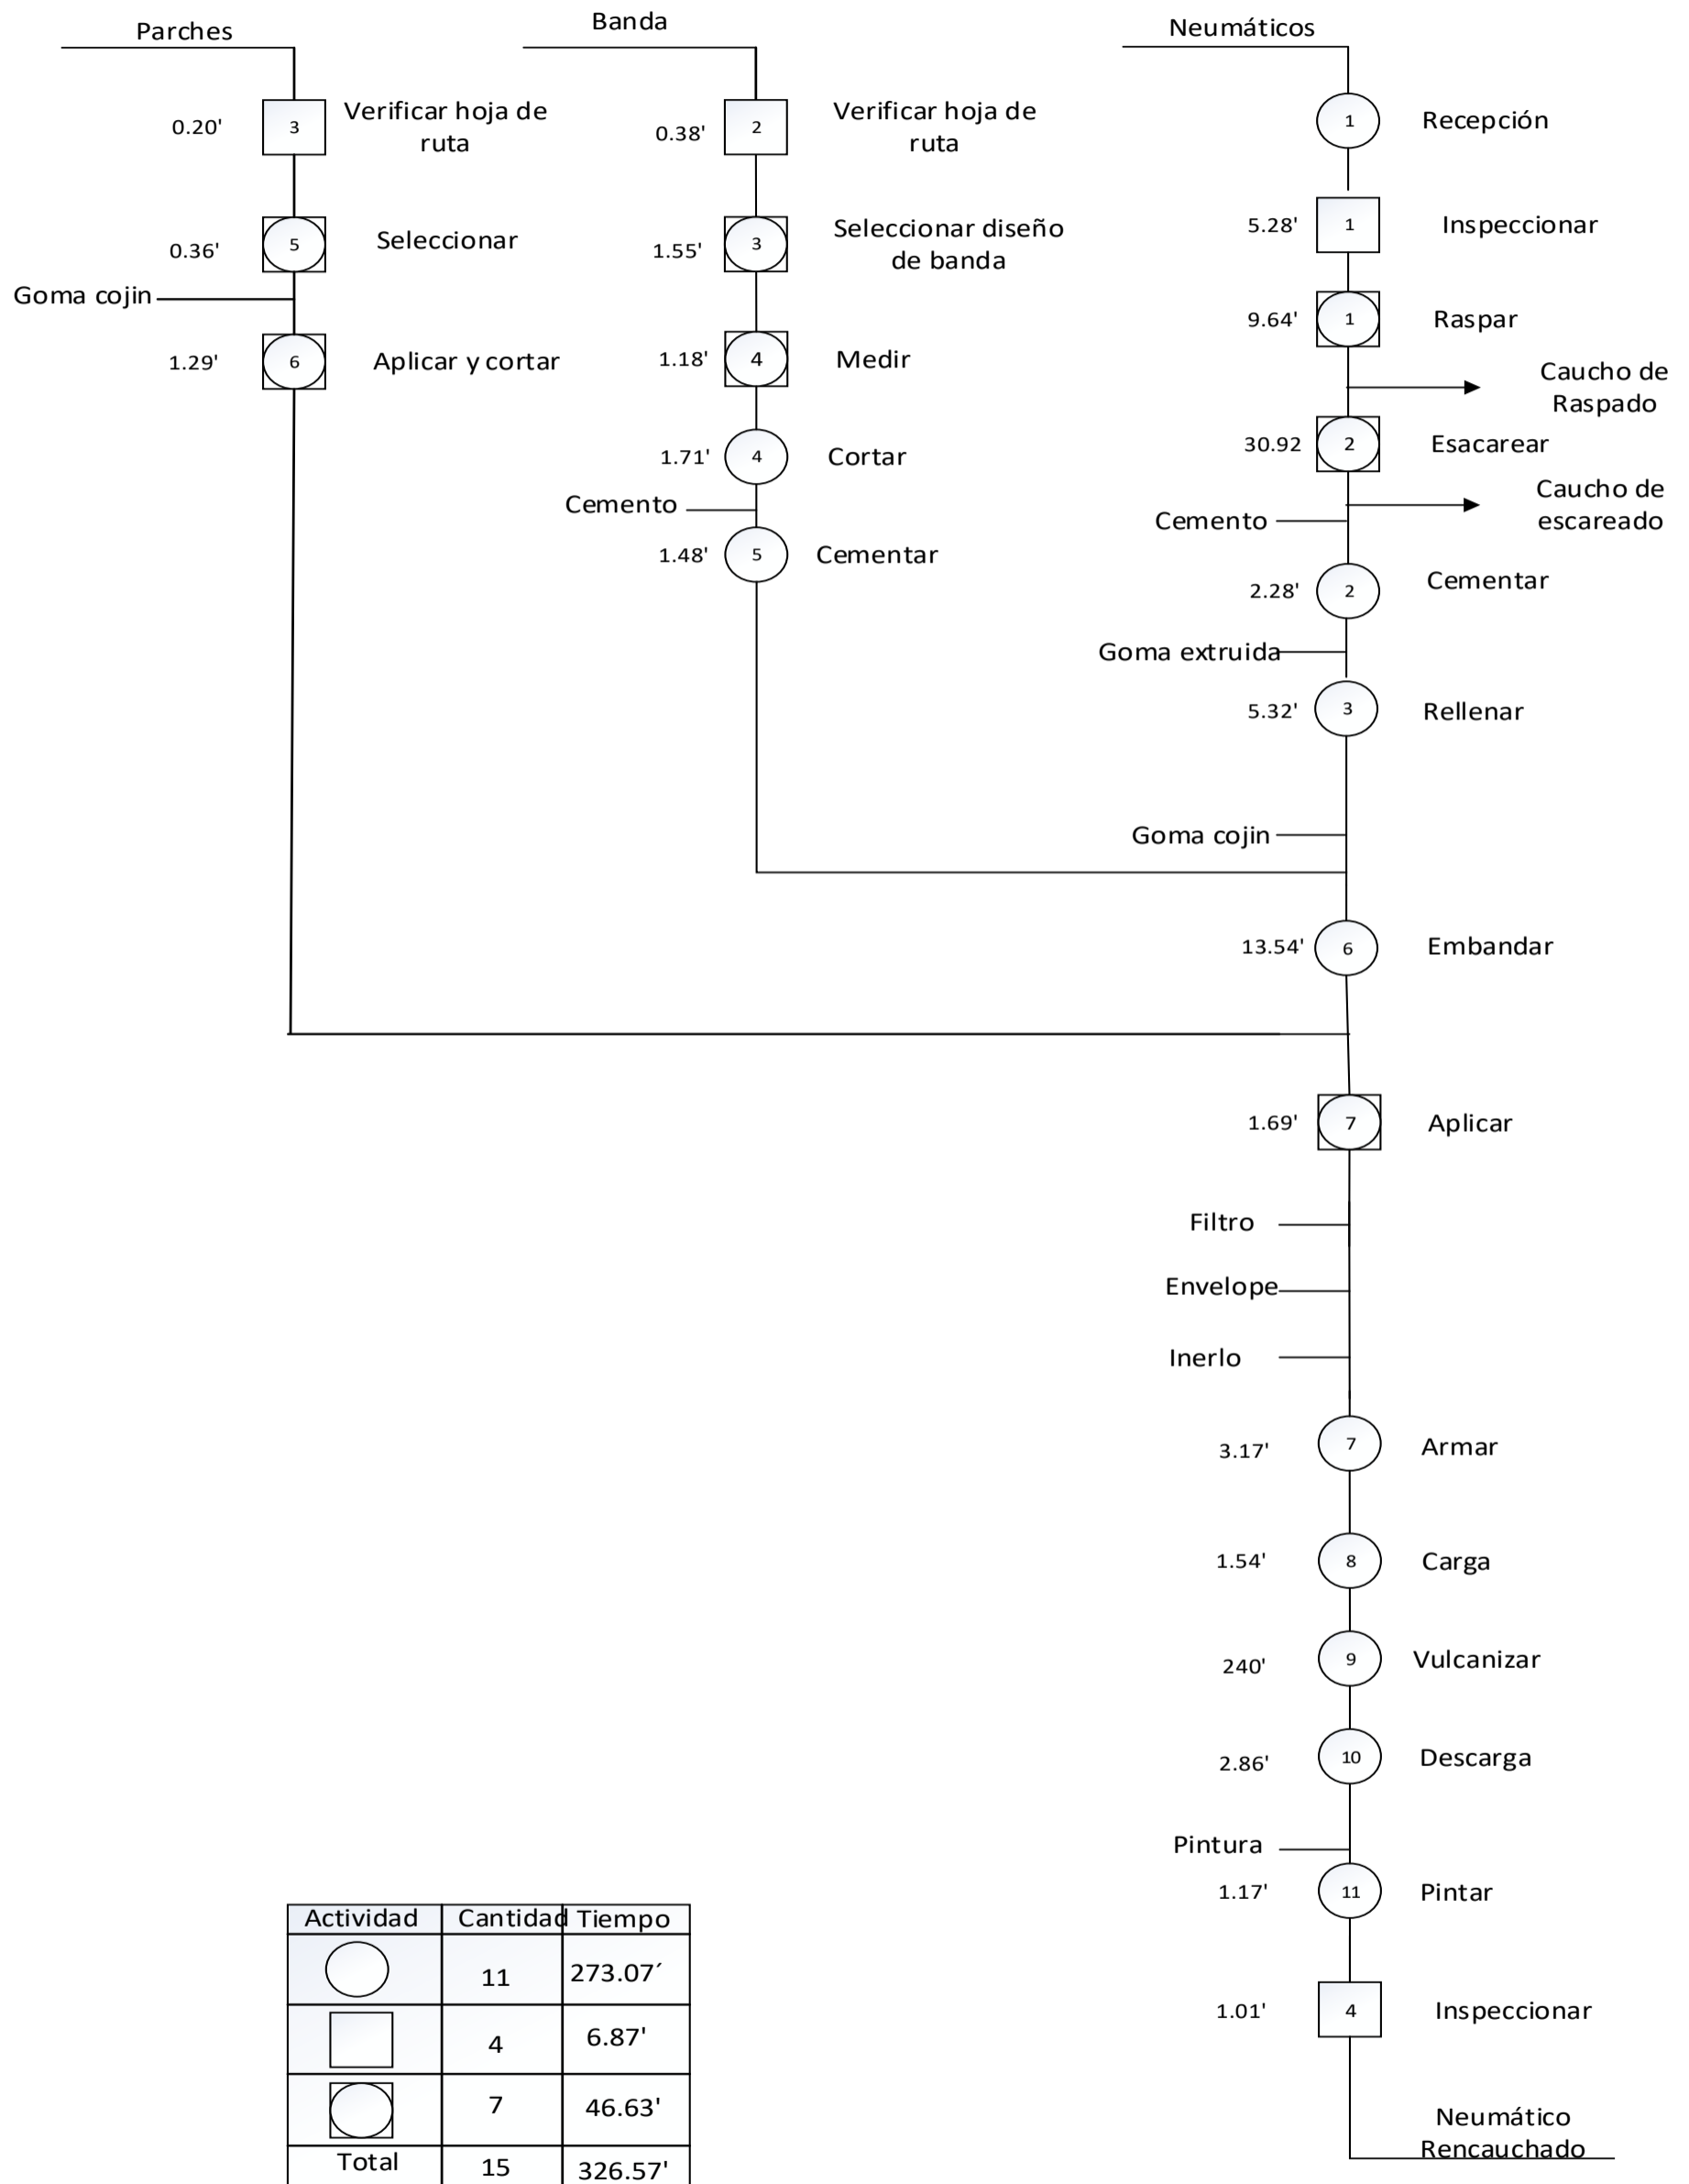 Parches
0.20'
3
Verificar hoja de
ruta
0.36'
5
Seleccionar
Goma cojin
1.29'
6
Aplicar y cortar
Banda
0.38'
2
Verificar hoja de
ruta
1.55'
3
Seleccionar diseño
de banda
1.18'
4
Medir
1.71'
4
Cortar
Cemento
1.48'
5
Cementar
Neumáticos
1
Recepción
5.28'
1
Inspeccionar
9.64'
1
Raspar
Caucho de
Raspado
30.92
2
Esacarear
Caucho de
escareado
Cemento
2.28'
2
Cementar
Goma extruida
5.32'
3
Rellenar
Goma cojin
13.54'
6
Embandar
1.69'
7
Aplicar
Filtro
Envelope
Inerlo
3.17'
7
Armar
1.54'
8
Carga
240'
9
Vulcanizar
2.86'
10
Descarga
Pintura
1.17'
11
Pintar
1.01'
4
Inspeccionar
Neumático
Rencauchado
Actividad Cantidad Tiempo
11 273.07´
4 6.87'
7 46.63'
Total 15 326.57'